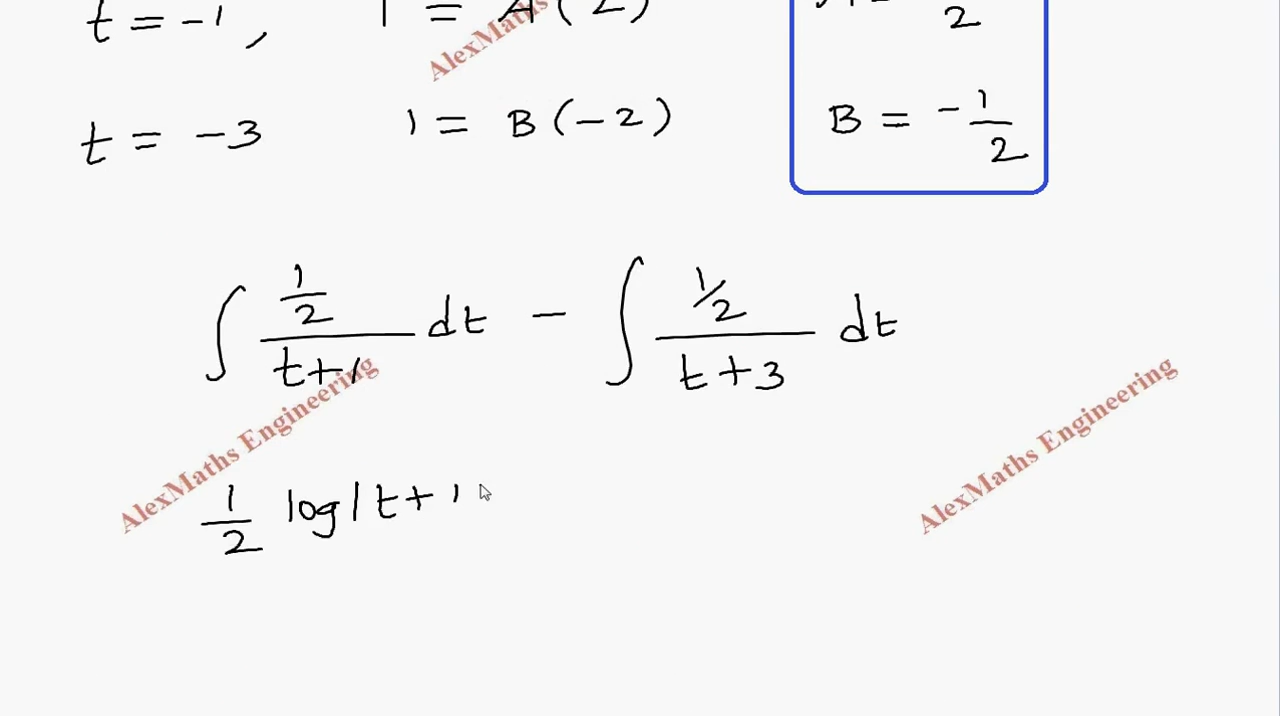 t = -1, 1 = A(2)
2
AlexMaths
t = -3 1 = B(-2) B = -1/2
∫ (1/2)/(t+1) dt - ∫ (1/2)/(t+3) dt
AlexMaths Engineering
AlexMaths Engineering
1/2 log|t+1